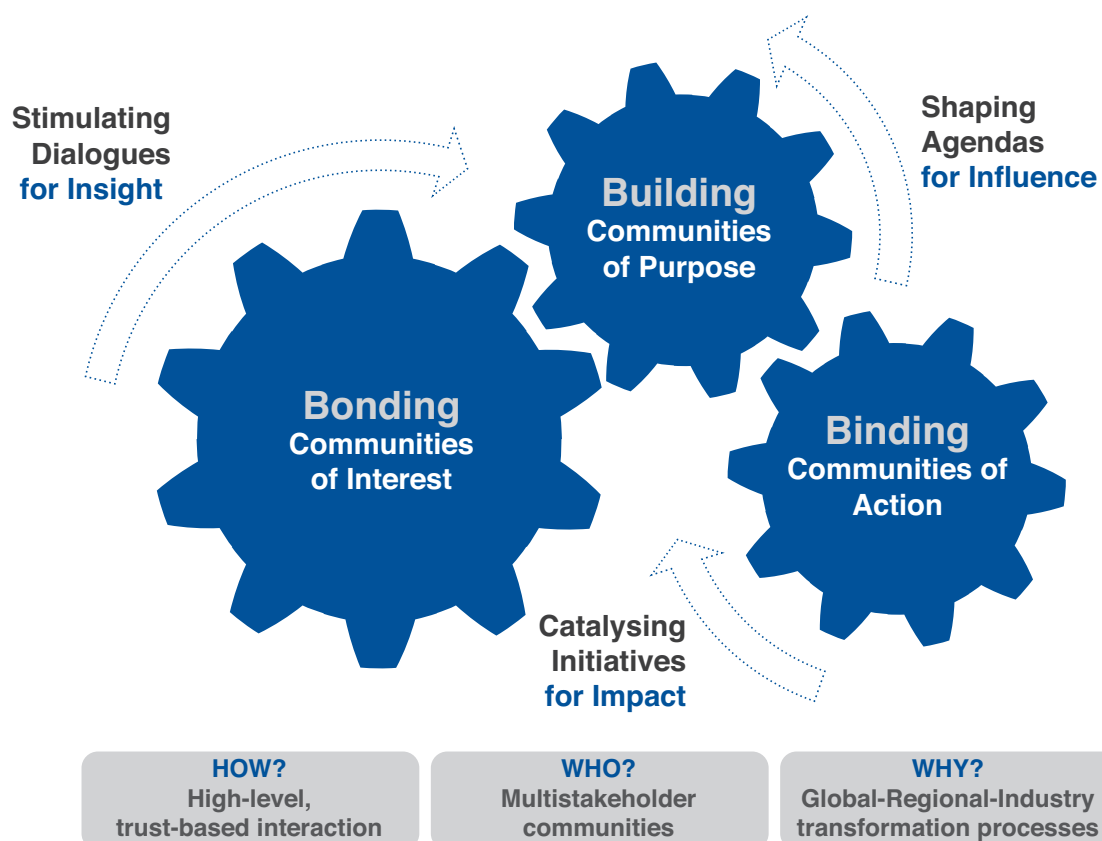 Stimulating
Dialogues
for Insight
Shaping
Agendas
for Influence
Building
Communities
of Purpose
Bonding
Communities
of Interest
Binding
Communities of
Action
Catalysing
Initiatives
for Impact
HOW?
High-level,
trust-based interaction
WHO?
Multistakeholder
communities
WHY?
Global-Regional-Industry
transformation processes